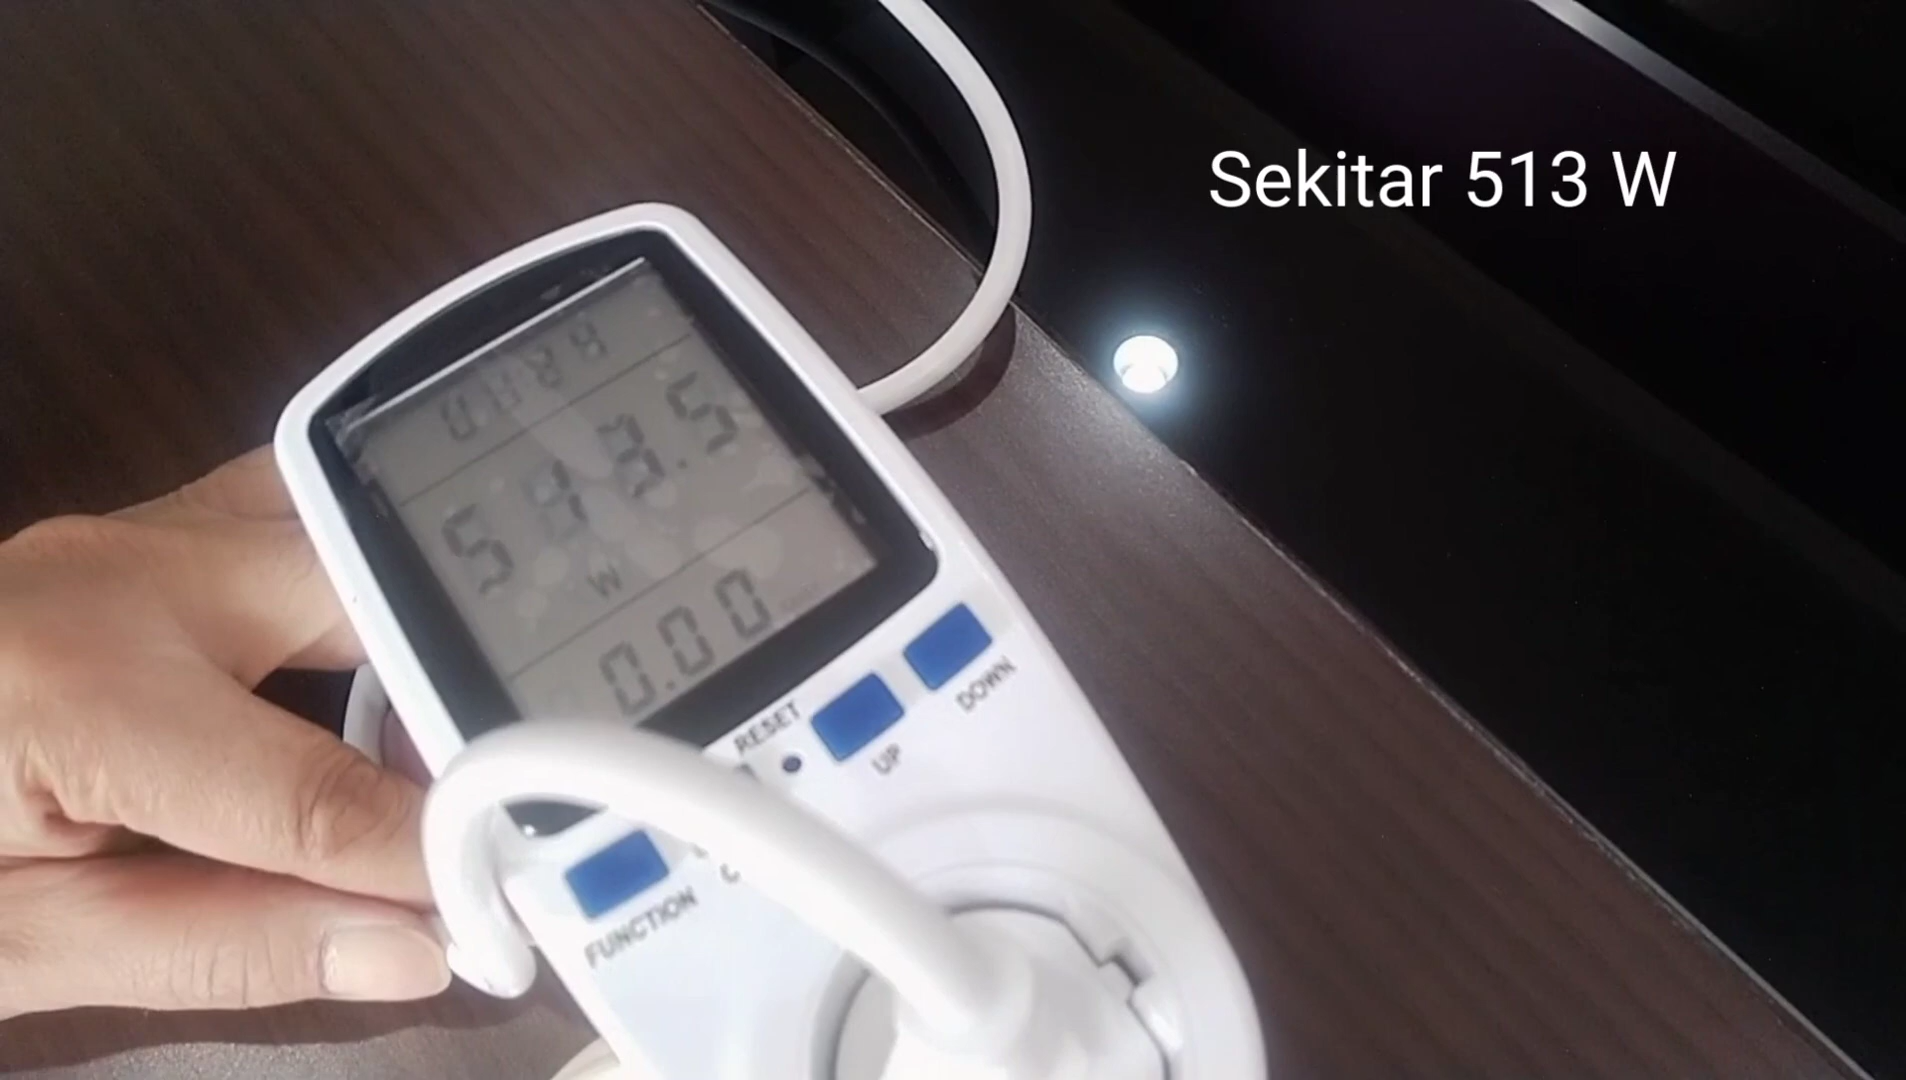 Sekitar 513 W
513.5
W
0.00
RESET
UP
DOWN
FUNCTION